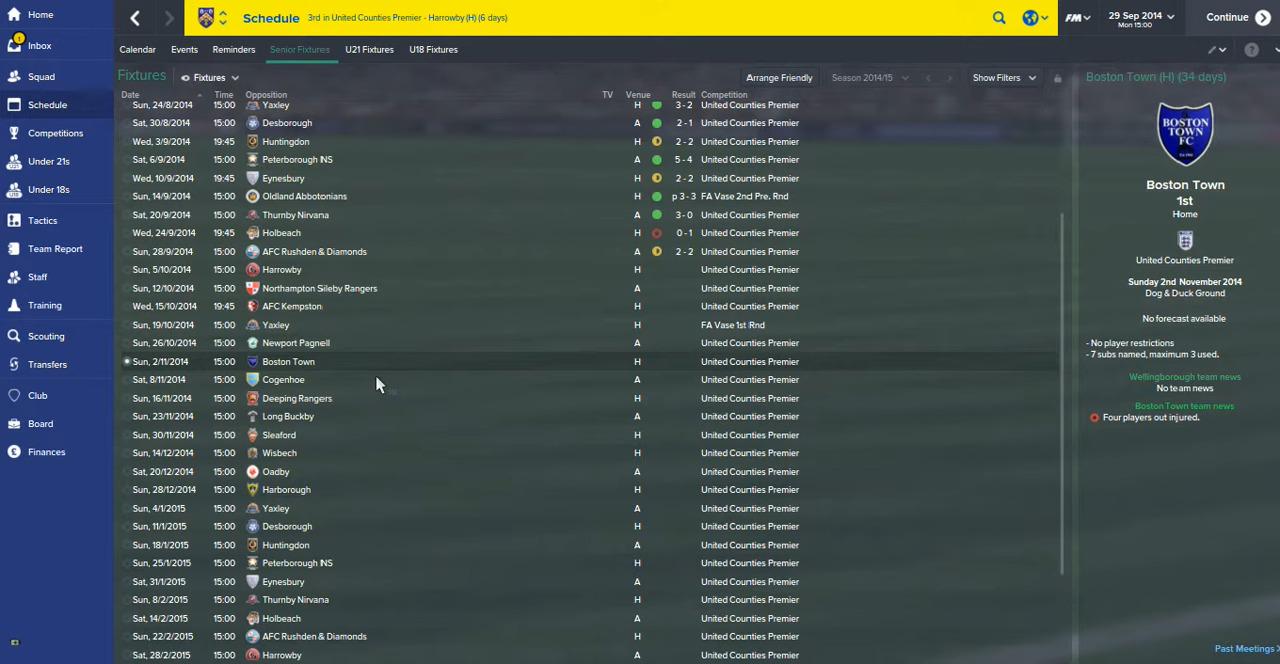 Home
1
Inbox
Squad
Schedule
Competitions
Under 21s
Under 18s
Tactics
Team Report
Staff
Training
Scouting
Transfers
Club
Board
Finances
Schedule 3rd in United Counties Premier - Harrowby (H) (6 days)
FM
29 Sep 2014
Mon 15:00
Continue
Calendar Events Reminders Senior Fixtures U21 Fixtures U18 Fixtures
Fixtures Fixtures Arrange Friendly Season 2014/15 Show Filters
Date Time Opposition TV Venue Result Competition
Sun, 24/8/2014 15:00 Yaxley H 3-2 United Counties Premier
Sat, 30/8/2014 15:00 Desborough A 2-1 United Counties Premier
Wed, 3/9/2014 19:45 Huntingdon H 2-2 United Counties Premier
Sat, 6/9/2014 15:00 Peterborough NS A 5-4 United Counties Premier
Wed, 10/9/2014 19:45 Eynesbury H 2-2 United Counties Premier
Sun, 14/9/2014 15:00 Oldland Abbotonians H p 3-3 FA Vase 2nd Pre. Rnd
Sat, 20/9/2014 15:00 Thurnby Nirvana A 3-0 United Counties Premier
Wed, 24/9/2014 19:45 Holbeach H 0-1 United Counties Premier
Sun, 28/9/2014 15:00 AFC Rushden & Diamonds A 2-2 United Counties Premier
Sun, 5/10/2014 15:00 Harrowby H United Counties Premier
Sun, 12/10/2014 15:00 Northampton Sileby Rangers A United Counties Premier
Wed, 15/10/2014 19:45 AFC Kempston H United Counties Premier
Sun, 19/10/2014 15:00 Yaxley H FA Vase 1st Rnd
Sun, 26/10/2014 15:00 Newport Pagnell A United Counties Premier
Sun, 2/11/2014 15:00 Boston Town H United Counties Premier
Sat, 8/11/2014 15:00 Cogenhoe A United Counties Premier
Sun, 16/11/2014 15:00 Deeping Rangers H United Counties Premier
Sun, 23/11/2014 15:00 Long Buckby A United Counties Premier
Sun, 30/11/2014 15:00 Sleaford H United Counties Premier
Sun, 14/12/2014 15:00 Wisbech H United Counties Premier
Sat, 20/12/2014 15:00 Oadby A United Counties Premier
Sun, 28/12/2014 15:00 Harborough H United Counties Premier
Sun, 4/1/2015 15:00 Yaxley A United Counties Premier
Sun, 11/1/2015 15:00 Desborough H United Counties Premier
Sun, 18/1/2015 15:00 Huntingdon A United Counties Premier
Sun, 25/1/2015 15:00 Peterborough NS H United Counties Premier
Sat, 31/1/2015 15:00 Eynesbury A United Counties Premier
Sun, 8/2/2015 15:00 Thurnby Nirvana H United Counties Premier
Sat, 14/2/2015 15:00 Holbeach A United Counties Premier
Sun, 22/2/2015 15:00 AFC Rushden & Diamonds H United Counties Premier
Sat, 28/2/2015 15:00 Harrowby A United Counties Premier
Boston Town (H) (34 days)
BOSTON
TOWN
FC
Boston Town
1st
Home
United Counties Premier
Sunday 2nd November 2014
Dog & Duck Ground
No forecast available
- No player restrictions
- 7 subs named, maximum 3 used.
Wellingborough team news
No team news
Boston Town team news
Four players out injured.
Past Meetings